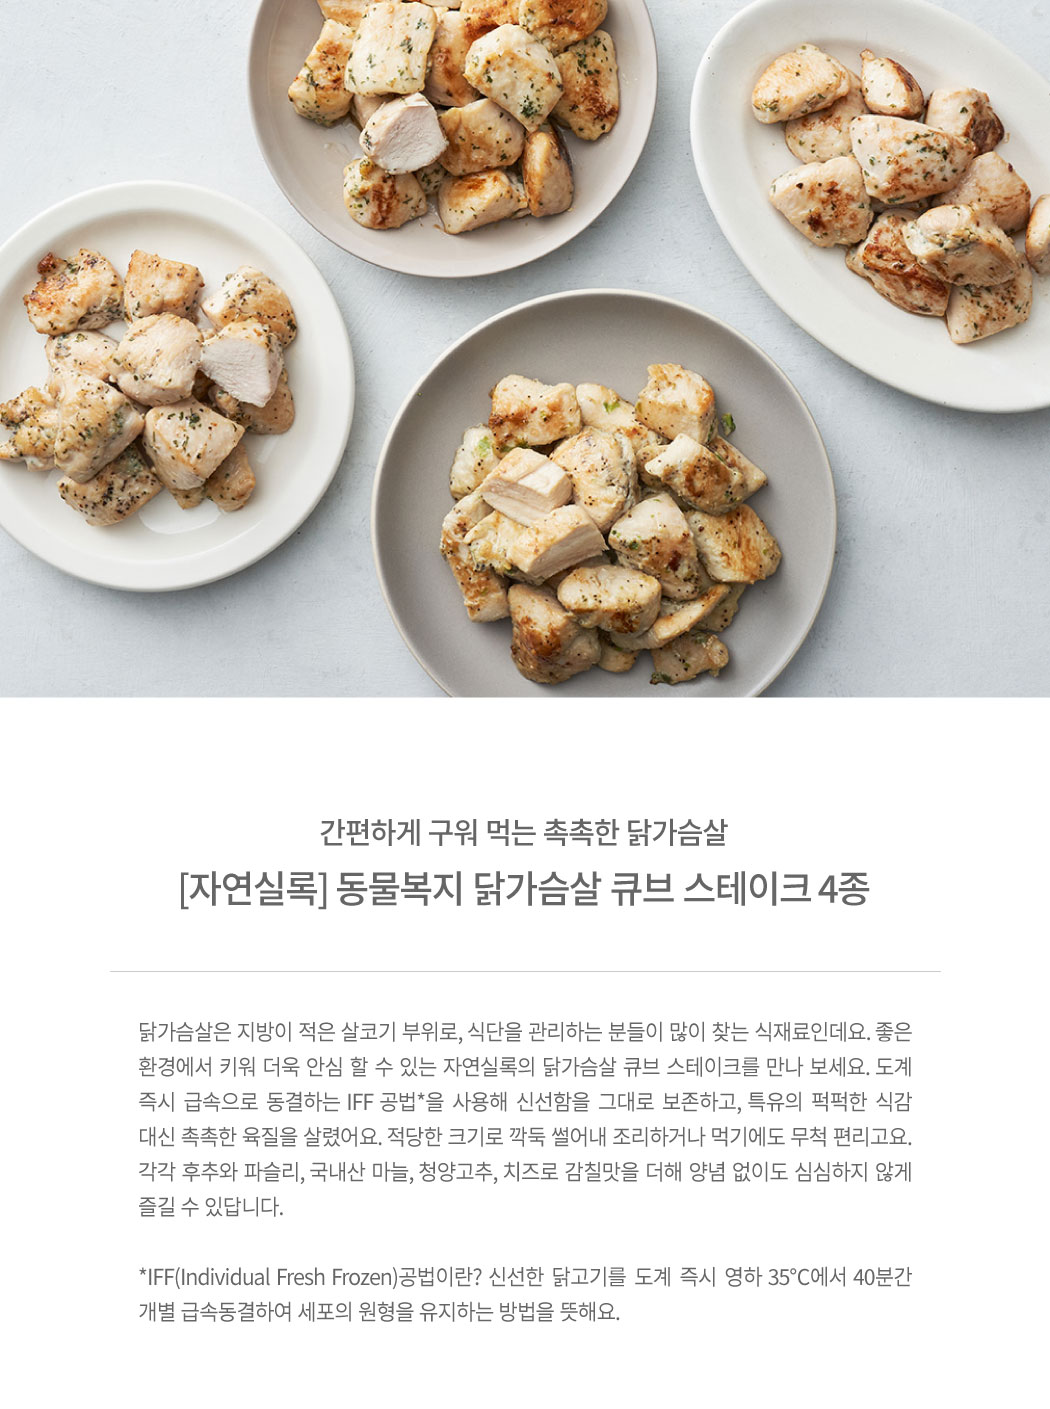 간편하게 구워 먹는 촉촉한 닭가슴살
[자연실록] 동물복지 닭가슴살 큐브 스테이크 4종
닭가슴살은 지방이 적은 살코기 부위로, 식단을 관리하는 분들이 많이 찾는 식재료인데요. 좋은
환경에서 키워 더욱 안심 할 수 있는 자연실록의 닭가슴살 큐브 스테이크를 만나 보세요. 도계
즉시 급속으로 동결하는 IFF 공법*을 사용해 신선함을 그대로 보존하고, 특유의 퍽퍽한 식감
대신 촉촉한 육질을 살렸어요. 적당한 크기로 깍둑 썰어내 조리하거나 먹기에도 무척 편리고요.
각각 후추와 파슬리, 국내산 마늘, 청양고추, 치즈로 감칠맛을 더해 양념 없이도 심심하지 않게
즐길 수 있답니다.
*IFF(Individual Fresh Frozen)공법이란? 신선한 닭고기를 도계 즉시 영하 35°C에서 40분간
개별 급속동결하여 세포의 원형을 유지하는 방법을 뜻해요.